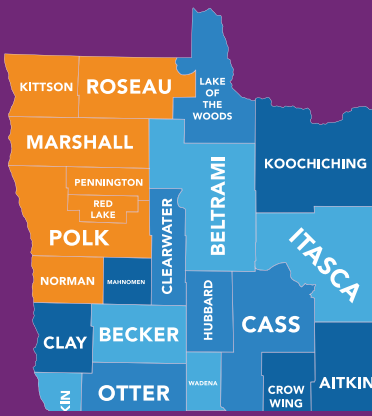 KITTSON
ROSEAU
LAKE
OF THE
WOODS
MARSHALL
KOOCHICHING
PENNINGTON
RED
LAKE
BELTRAMI
POLK
CLEARWATER
ITASCA
NORMAN
MAHNOMEN
HUBBARD
CLAY
BECKER
CASS
WADENA
AITKIN
KIN
OTTER
CROW
WING